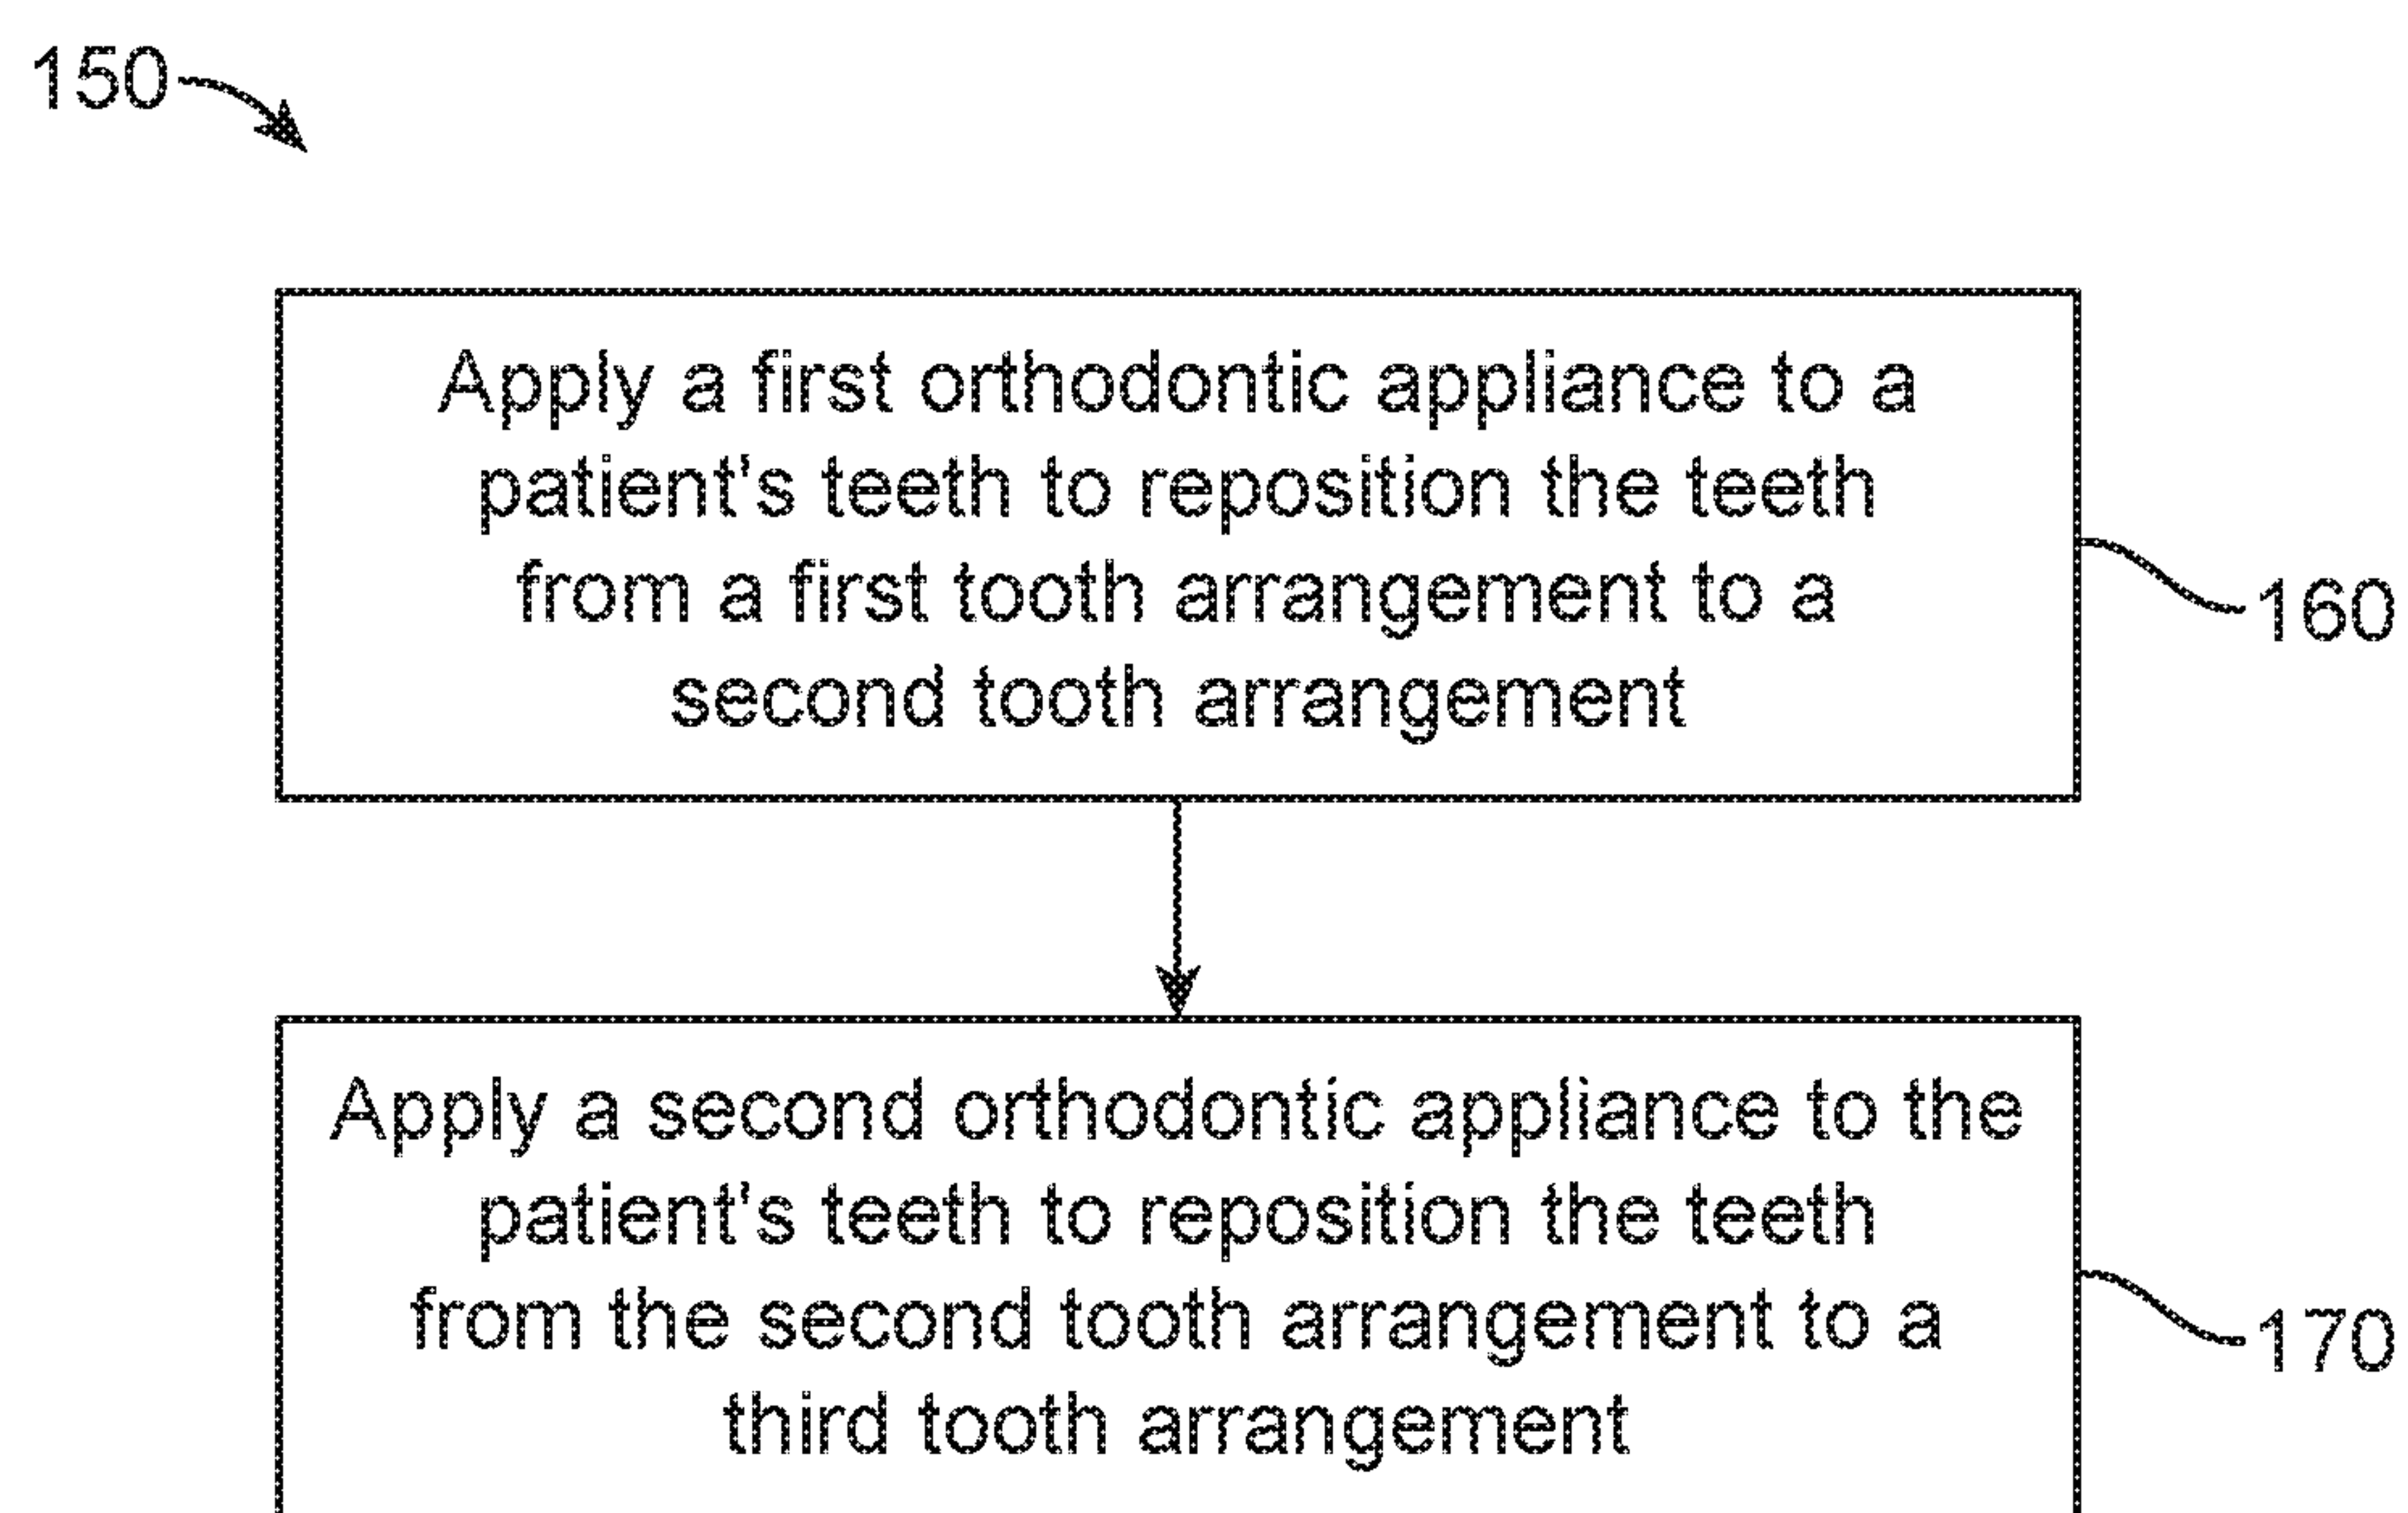 150
Apply a first orthodontic appliance to a
patient's teeth to reposition the teeth
from a first tooth arrangement to a
second tooth arrangement
160
Apply a second orthodontic appliance to the
patient's teeth to reposition the teeth
from the second tooth arrangement to a
third tooth arrangement
170